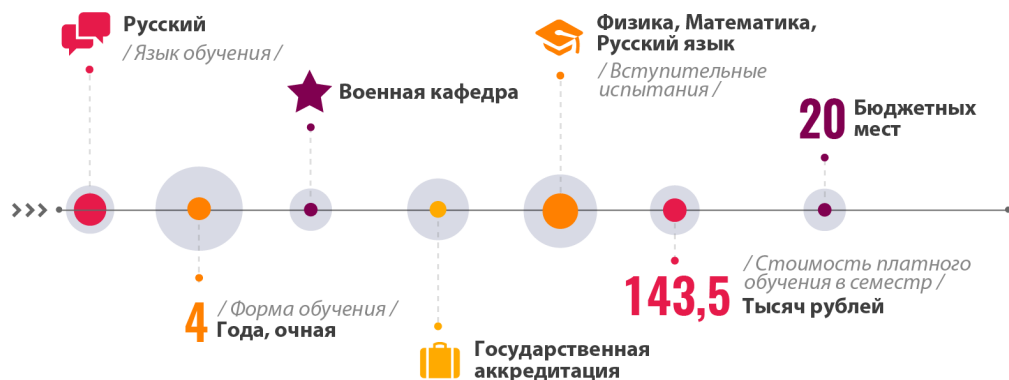 Русский
/ Язык обучения /
Военная кафедра
Физика, Математика,
Русский язык
/ Вступительные
испытания /
20 Бюджетных
мест
4 / Форма обучения /
Года, очная
Государственная
аккредитация
143,5 / Стоимость платного
обучения в семестр /
Тысяч рублей